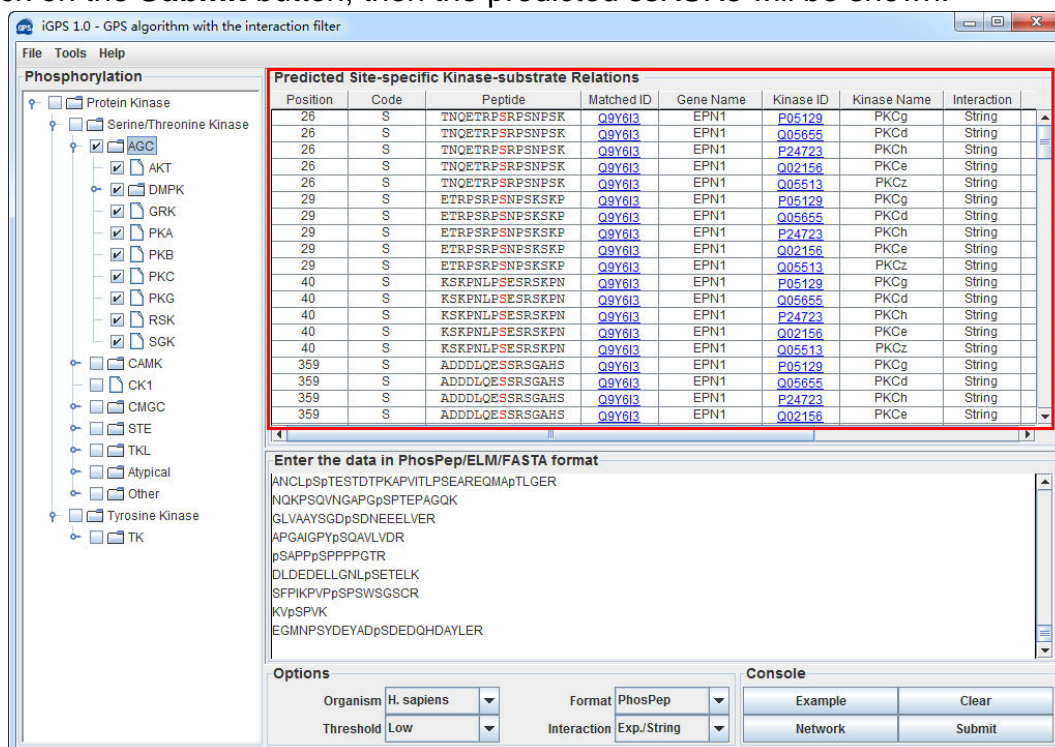 ck on the Submit button, then the predicted ssKSRs will be shown.
iGPS 1.0 - GPS algorithm with the interaction filter
File Tools Help
Phosphorylation
Protein Kinase
Serine/Threonine Kinase
AGC
AKT
DMPK
GRK
PKA
PKB
PKC
PKG
RSK
SGK
CAMK
CK1
CMGC
STE
TKL
Atypical
Other
Tyrosine Kinase
TK
Predicted Site-specific Kinase-substrate Relations
Position Code Peptide Matched ID Gene Name Kinase ID Kinase Name Interaction
26 S TNQETRPSRPSNPSK Q9Y6I3 EPN1 P05129 PKCg String
26 S TNQETRPSRPSNPSK Q9Y6I3 EPN1 Q05655 PKCd String
26 S TNQETRPSRPSNPSK Q9Y6I3 EPN1 P24723 PKCh String
26 S TNQETRPSRPSNPSK Q9Y6I3 EPN1 Q02156 PKCe String
26 S TNQETRPSRPSNPSK Q9Y6I3 EPN1 Q05513 PKCz String
29 S ETRPSRPSNPSKSKP Q9Y6I3 EPN1 P05129 PKCg String
29 S ETRPSRPSNPSKSKP Q9Y6I3 EPN1 Q05655 PKCd String
29 S ETRPSRPSNPSKSKP Q9Y6I3 EPN1 P24723 PKCh String
29 S ETRPSRPSNPSKSKP Q9Y6I3 EPN1 Q02156 PKCe String
29 S ETRPSRPSNPSKSKP Q9Y6I3 EPN1 Q05513 PKCz String
40 S KSKPNLPSESRSKPN Q9Y6I3 EPN1 P05129 PKCg String
40 S KSKPNLPSESRSKPN Q9Y6I3 EPN1 Q05655 PKCd String
40 S KSKPNLPSESRSKPN Q9Y6I3 EPN1 P24723 PKCh String
40 S KSKPNLPSESRSKPN Q9Y6I3 EPN1 Q02156 PKCe String
40 S KSKPNLPSESRSKPN Q9Y6I3 EPN1 Q05513 PKCz String
359 S ADDDLQESSRSGAHS Q9Y6I3 EPN1 P05129 PKCg String
359 S ADDDLQESSRSGAHS Q9Y6I3 EPN1 Q05655 PKCd String
359 S ADDDLQESSRSGAHS Q9Y6I3 EPN1 P24723 PKCh String
359 S ADDDLQESSRSGAHS Q9Y6I3 EPN1 Q02156 PKCe String
Enter the data in PhosPep/ELM/FASTA format
ANCLpSpTESTDTPKAPVITLPSEAREQMApTLGER
NQKPSQVNGAPGpSPTEPAGQK
GLVAAYSGDpSDNEEELVER
APGAIGPYpSQAVLVDR
pSAPPpSPPPPGTR
DLDEDELLGNLpSETELK
SFPIKPVPpSPSWSGSCR
KVpSPVK
EGMNPSYDEYADpSDEDQHDAYLER
Options
Organism H. sapiens Format PhosPep
Threshold Low Interaction Exp./String
Console
Example Clear
Network Submit